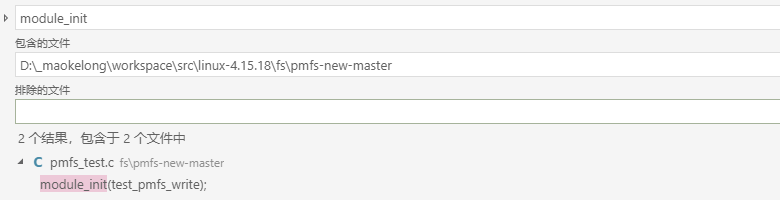 module_init
包含的文件
D:\_maokelong\workspace\src\linux-4.15.18\fs\pmfs-new-master
排除的文件
2 个结果，包含于 2 个文件中
C pmfs_test.c fs\pmfs-new-master
module_init(test_pmfs_write);